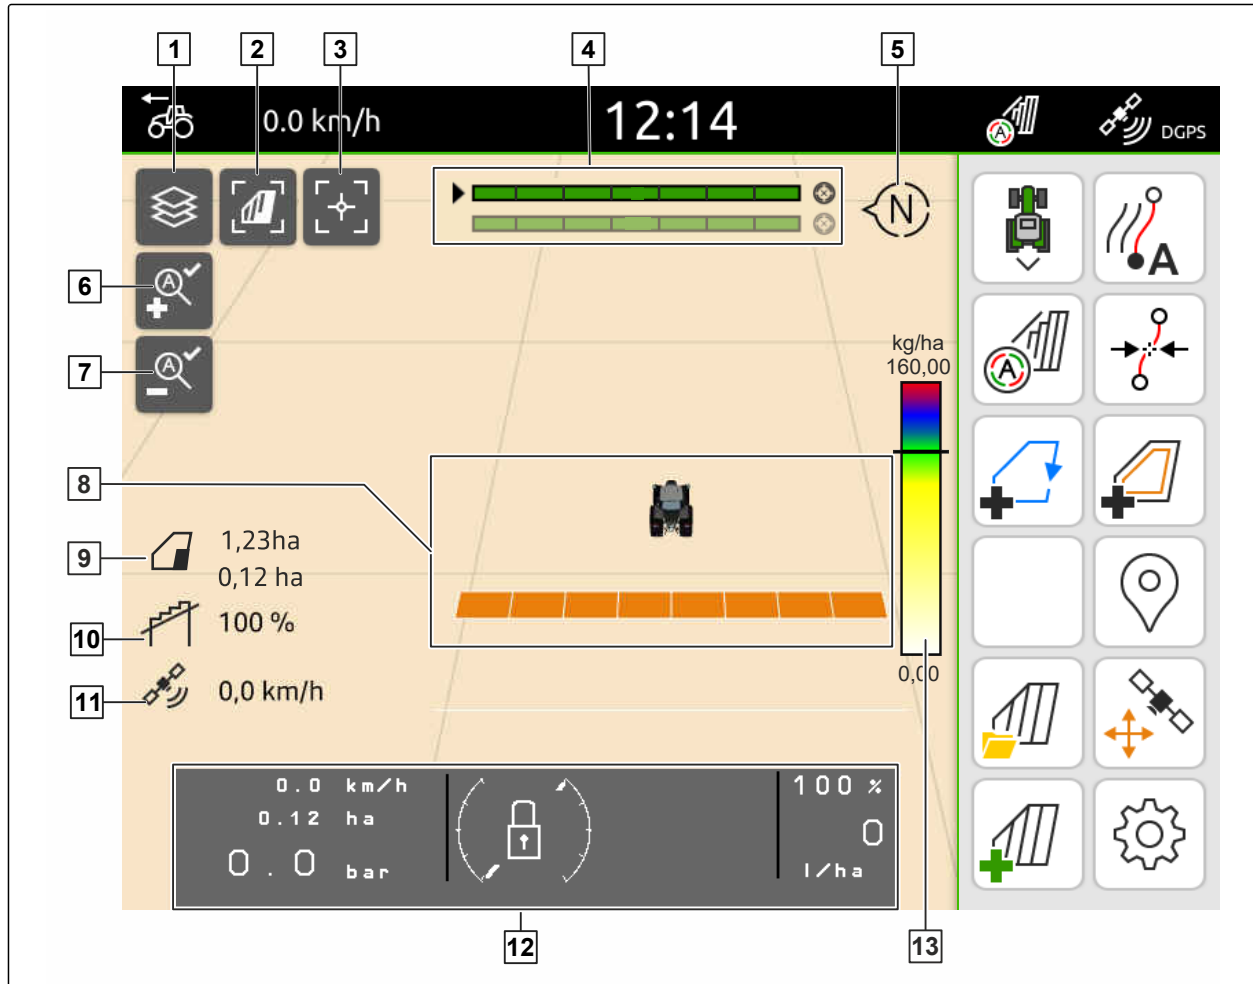 1 2 3 4 5
0.0 km/h 12:14 A DGPS
N
A
6 A
7 A
kg/ha
160,00
A
8
9 1,23ha
0,12 ha
10 100 %
11 0,0 km/h
0,00
0.0 km/h 100 %
0.12 ha 0
0.0 bar l/ha
12 13